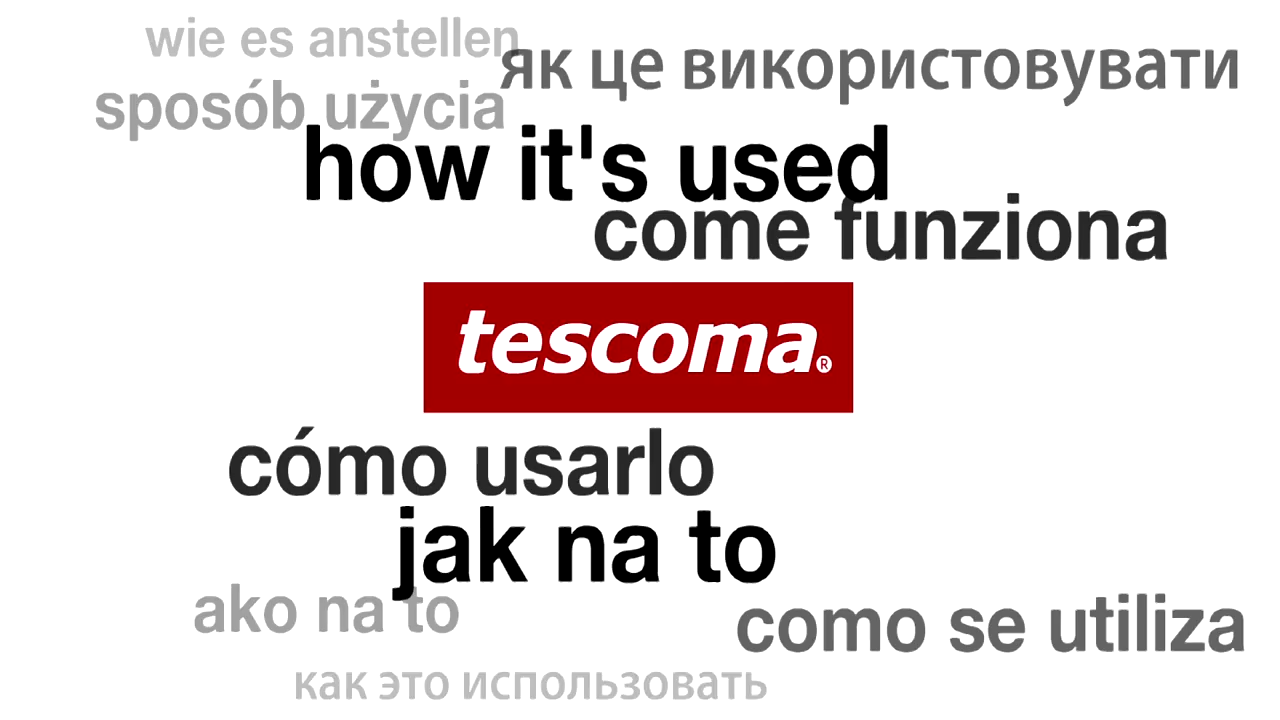 wie es anstellen
як це використовувати
sposób użycia
how it's used
come funziona
tescoma®
cómo usarlo
jak na to
ako na to
como se utiliza
как это использовать